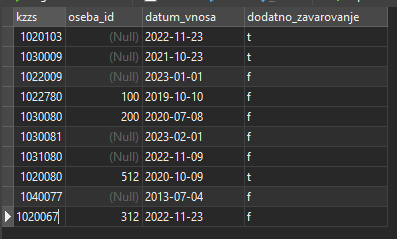 kzzs oseba_id datum_vnosa dodatno_zavarovanje
1020103 (Null) 2022-11-23 t
1030009 (Null) 2021-10-23 t
1022009 (Null) 2023-01-01 f
1022780 100 2019-10-10 f
1030080 200 2020-07-08 f
1030081 (Null) 2023-02-01 f
1031080 (Null) 2022-11-09 f
1020080 512 2020-10-09 t
1040077 (Null) 2013-07-04 f
1020067 312 2022-11-23 f